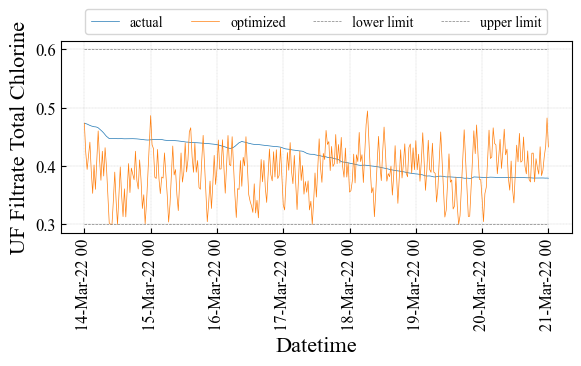 actual optimized lower limit upper limit
UF Filtrate Total Chlorine
0.6
0.5
0.4
0.3
14-Mar-22 00
15-Mar-22 00
16-Mar-22 00
17-Mar-22 00
18-Mar-22 00
19-Mar-22 00
20-Mar-22 00
21-Mar-22 00
Datetime